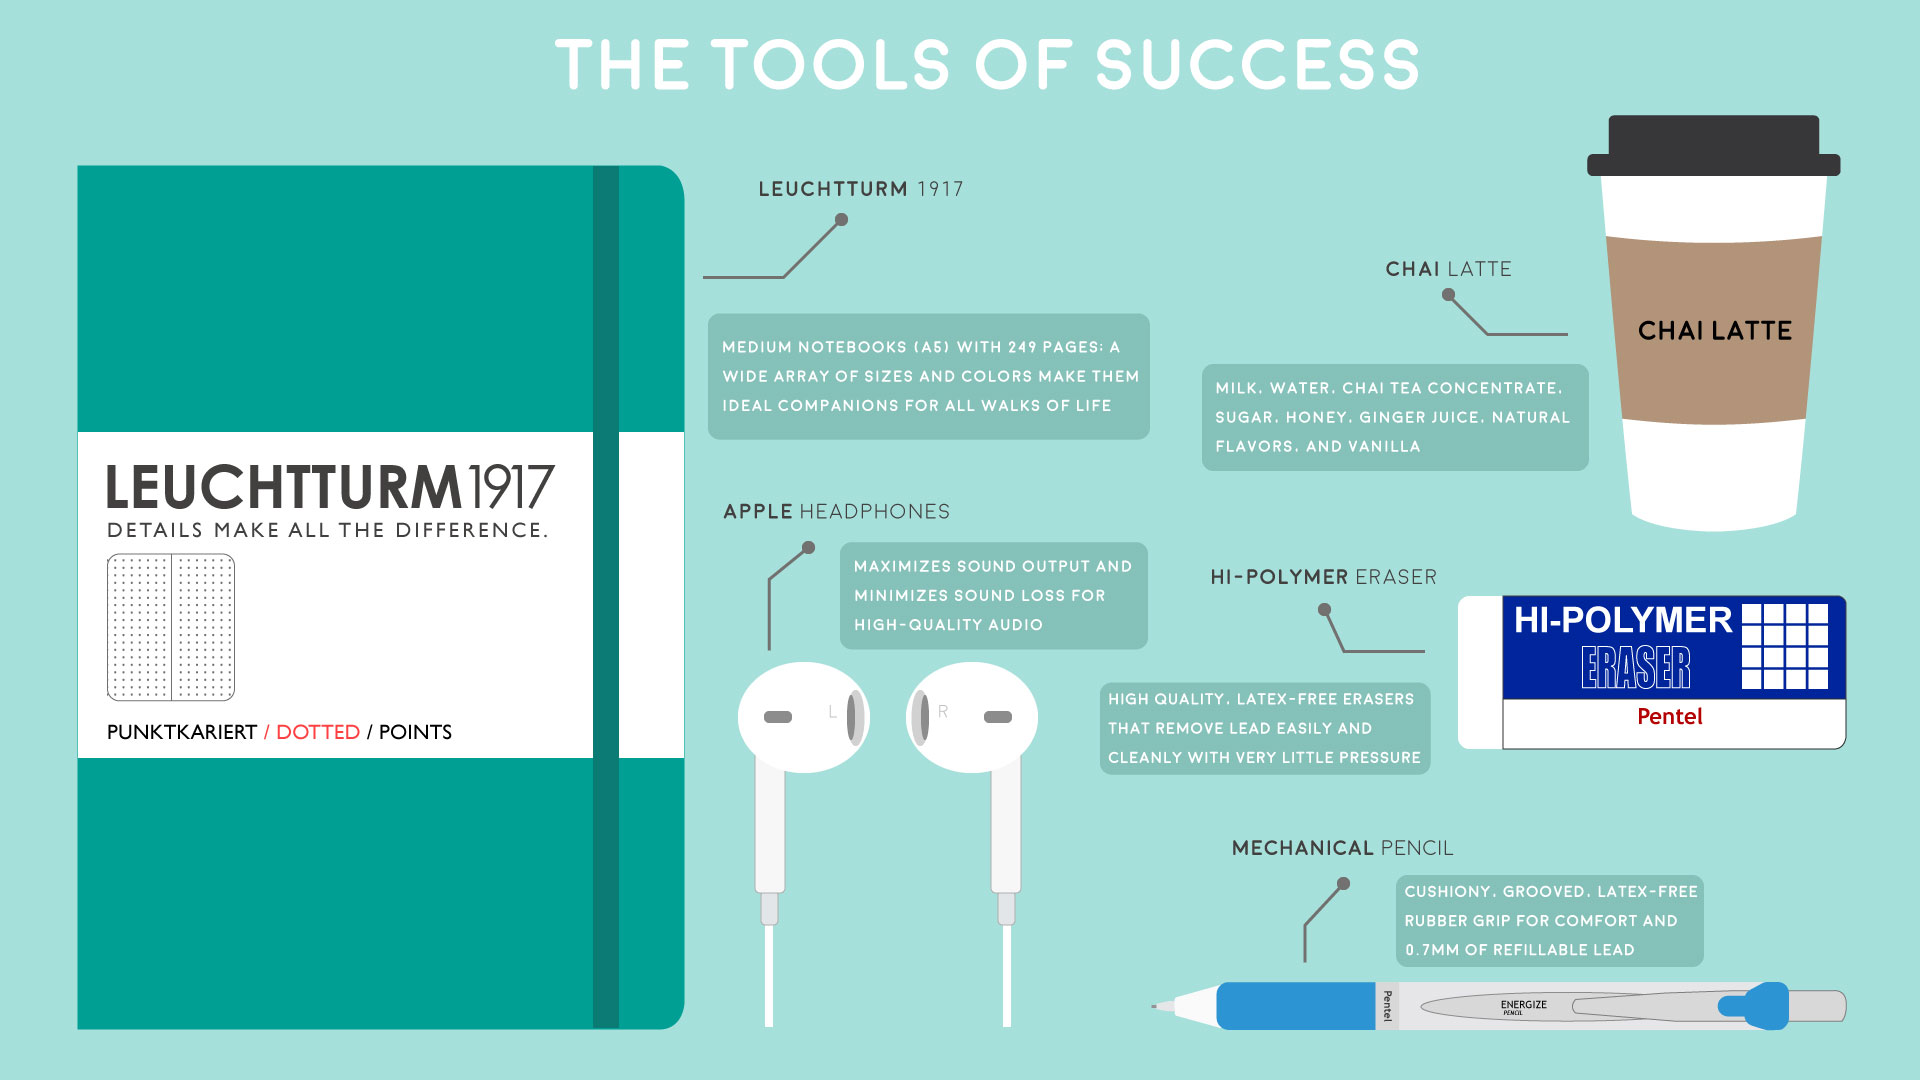 THE TOOLS OF SUCCESS
LEUCHTTURM 1917
MEDIUM NOTEBOOKS (A5) WITH 249 PAGES: A
WIDE ARRAY OF SIZES AND COLORS MAKE THEM
IDEAL COMPANIONS FOR ALL WALKS OF LIFE
LEUCHTTURM1917
DETAILS MAKE ALL THE DIFFERENCE.
PUNKTKARIERT / DOTTED / POINTS
CHAI LATTE
MILK, WATER, CHAI TEA CONCENTRATE,
SUGAR, HONEY, GINGER JUICE, NATURAL
FLAVORS, AND VANILLA
CHAI LATTE
APPLE HEADPHONES
MAXIMIZES SOUND OUTPUT AND
MINIMIZES SOUND LOSS FOR
HIGH-QUALITY AUDIO
L
R
HI-POLYMER ERASER
HIGH QUALITY, LATEX-FREE ERASERS
THAT REMOVE LEAD EASILY AND
CLEANLY WITH VERY LITTLE PRESSURE
HI-POLYMER
ERASER
Pentel
MECHANICAL PENCIL
CUSHIONY, GROOVED, LATEX-FREE
RUBBER GRIP FOR COMFORT AND
0.7MM OF REFILLABLE LEAD
Pentel
ENERGIZE
PENCIL